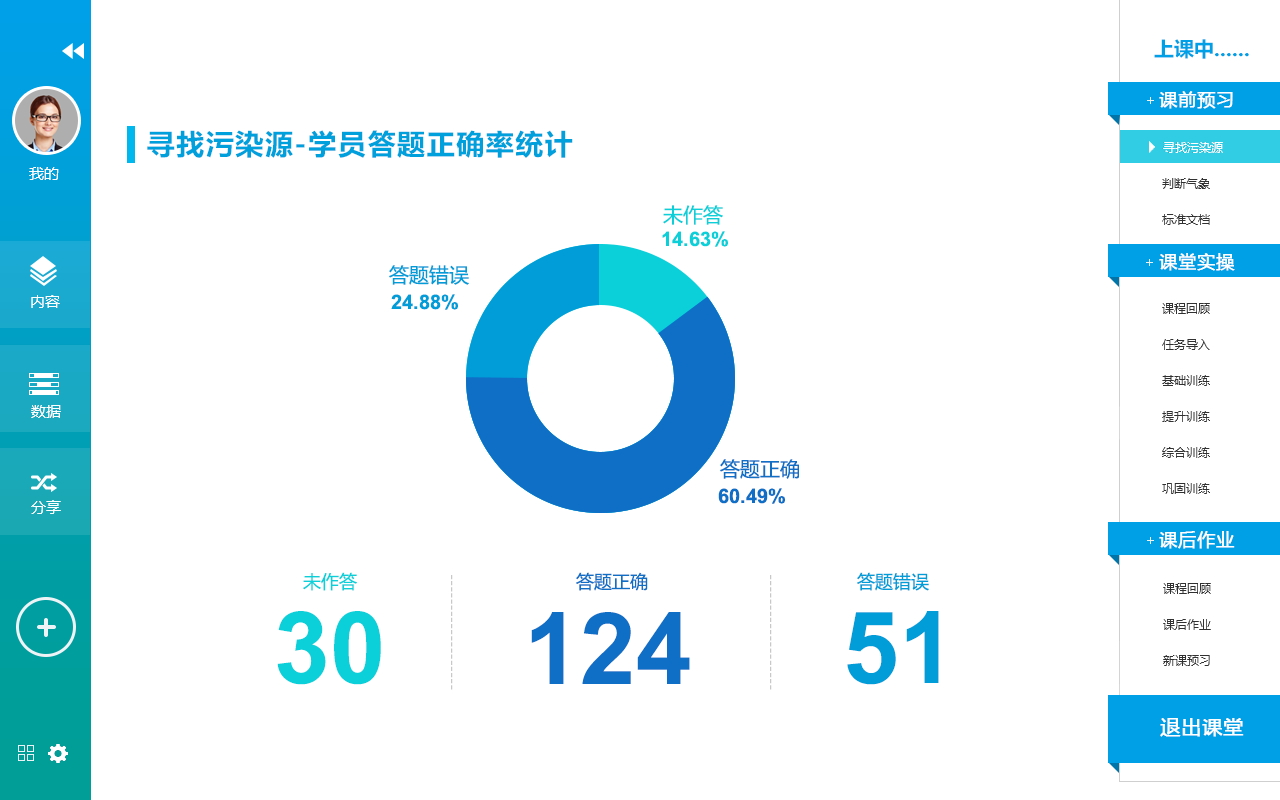 我的
内容
数据
分享
寻找污染源-学员答题正确率统计
未作答
14.63%
答题错误
24.88%
答题正确
60.49%
未作答
30
答题正确
124
答题错误
51
上课中......
+ 课前预习
寻找污染源
判断气象
标准文档
+ 课堂实操
课程回顾
任务导入
基础训练
提升训练
综合训练
巩固训练
+ 课后作业
课程回顾
课后作业
新课预习
退出课堂